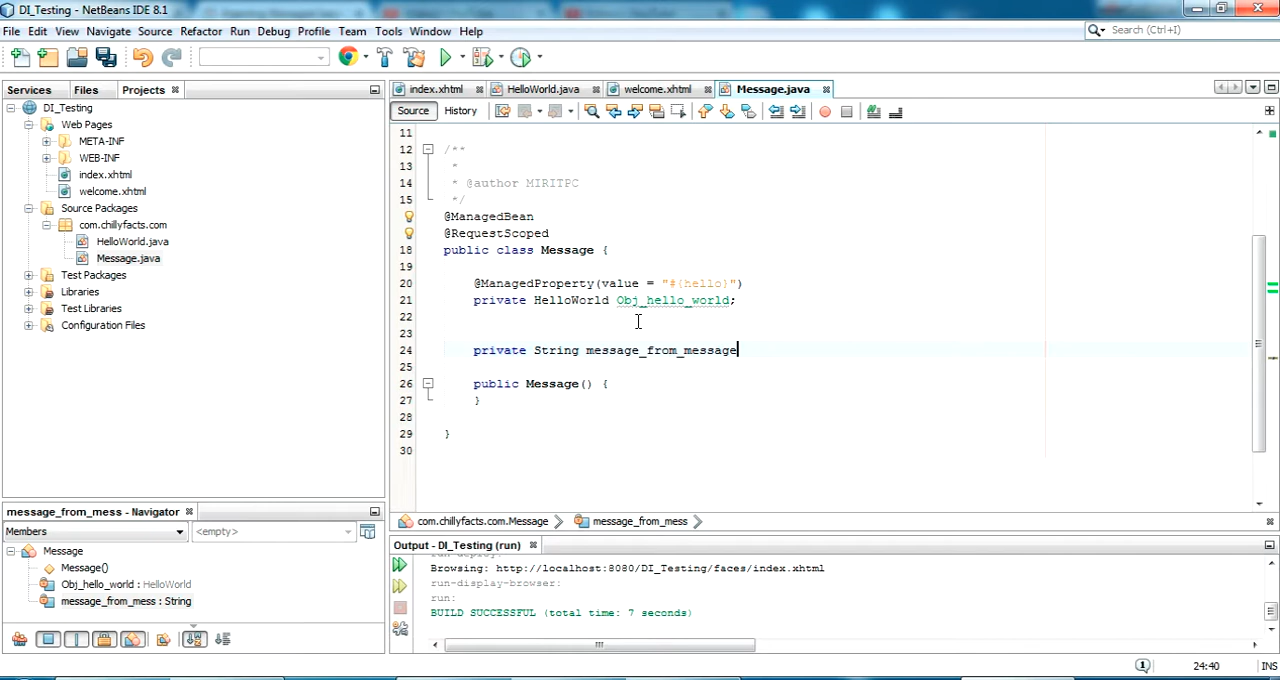 DI_Testing - NetBeans IDE 8.1
File Edit View Navigate Source Refactor Run Debug Profile Team Tools Window Help
Search (Ctrl+I)
Services Files Projects
index.xhtml HelloWorld.java welcome.xhtml Message.java
Source History
DI_Testing
Web Pages
META-INF
WEB-INF
index.xhtml
welcome.xhtml
Source Packages
com.chillyfacts.com
HelloWorld.java
Message.java
Test Packages
Libraries
Test Libraries
Configuration Files
11
12 /**
13 *
14 * @author MIRITPC
15 */
@ManagedBean
@RequestScoped
18 public class Message {
19
20 @ManagedProperty(value = "#{hello}")
21 private HelloWorld Obj_hello_world;
22
23
24 private String message_from_message
25
26 public Message() {
27 }
28
29 }
30
message_from_mess - Navigator
Members <empty>
Message
Message()
Obj_hello_world : HelloWorld
message_from_mess : String
com.chillyfacts.com.Message message_from_mess
Output - DI_Testing (run)
Browsing: http://localhost:8080/DI_Testing/faces/index.xhtml
run-display-browser:
run:
BUILD SUCCESSFUL (total time: 7 seconds)
1 24:40 INS